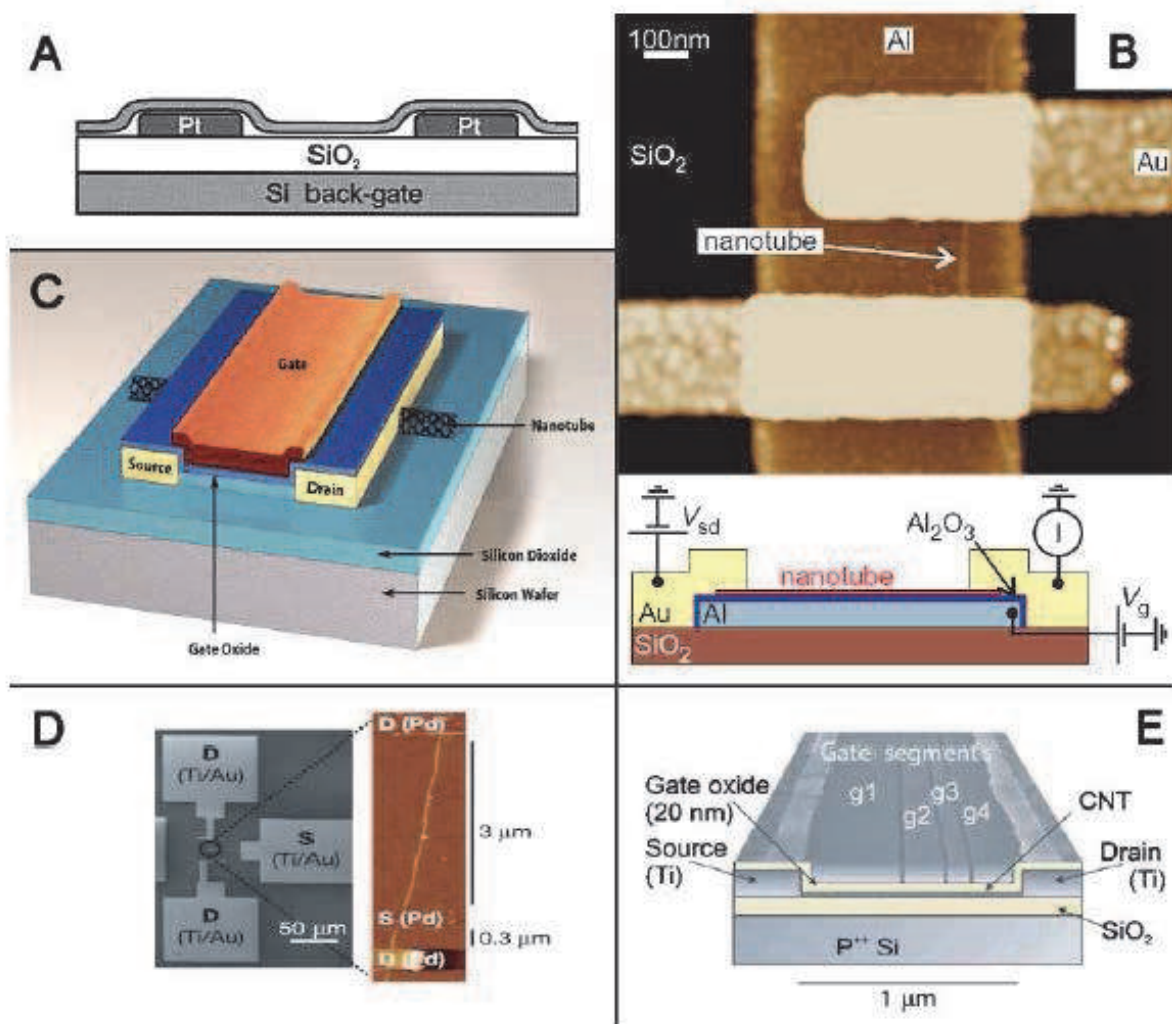 A
Pt
Pt
SiO₂
Si back-gate
B
100nm
Al
SiO₂
Au
nanotube
Al₂O₃
V_sd
I
nanotube
Au
Al
V_g
SiO₂
C
Gate
Nanotube
Source
Drain
Silicon Dioxide
Silicon Wafer
Gate Oxide
D
D
(Ti/Au)
S
(Ti/Au)
D
(Ti/Au)
50 μm
D (Pd)
3 μm
S (Pd)
0.3 μm
D (Pd)
E
Gate segments
g1
g2
g3
g4
Gate oxide
(20 nm)
CNT
Source
(Ti)
Drain
(Ti)
SiO₂
P⁺⁺ Si
1 μm